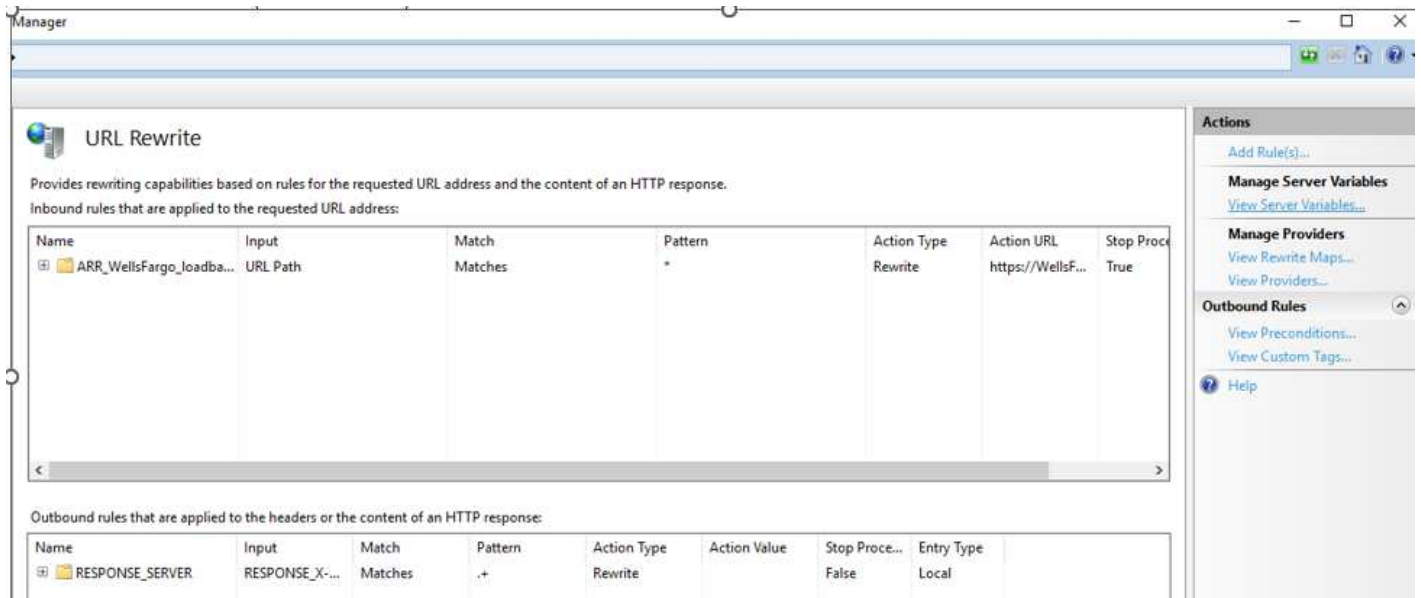 Manager
URL Rewrite
Provides rewriting capabilities based on rules for the requested URL address and the content of an HTTP response.
Inbound rules that are applied to the requested URL address:
Name Input Match Pattern Action Type Action URL Stop Proce
ARR_WellsFargo_loadba... URL Path Matches * Rewrite https://WellsF... True
Outbound rules that are applied to the headers or the content of an HTTP response:
Name Input Match Pattern Action Type Action Value Stop Proce... Entry Type
RESPONSE_SERVER RESPONSE_X-... Matches .+ Rewrite False Local
Actions
Add Rule(s)...
Manage Server Variables
View Server Variables...
Manage Providers
View Rewrite Maps...
View Providers...
Outbound Rules
View Preconditions...
View Custom Tags...
Help